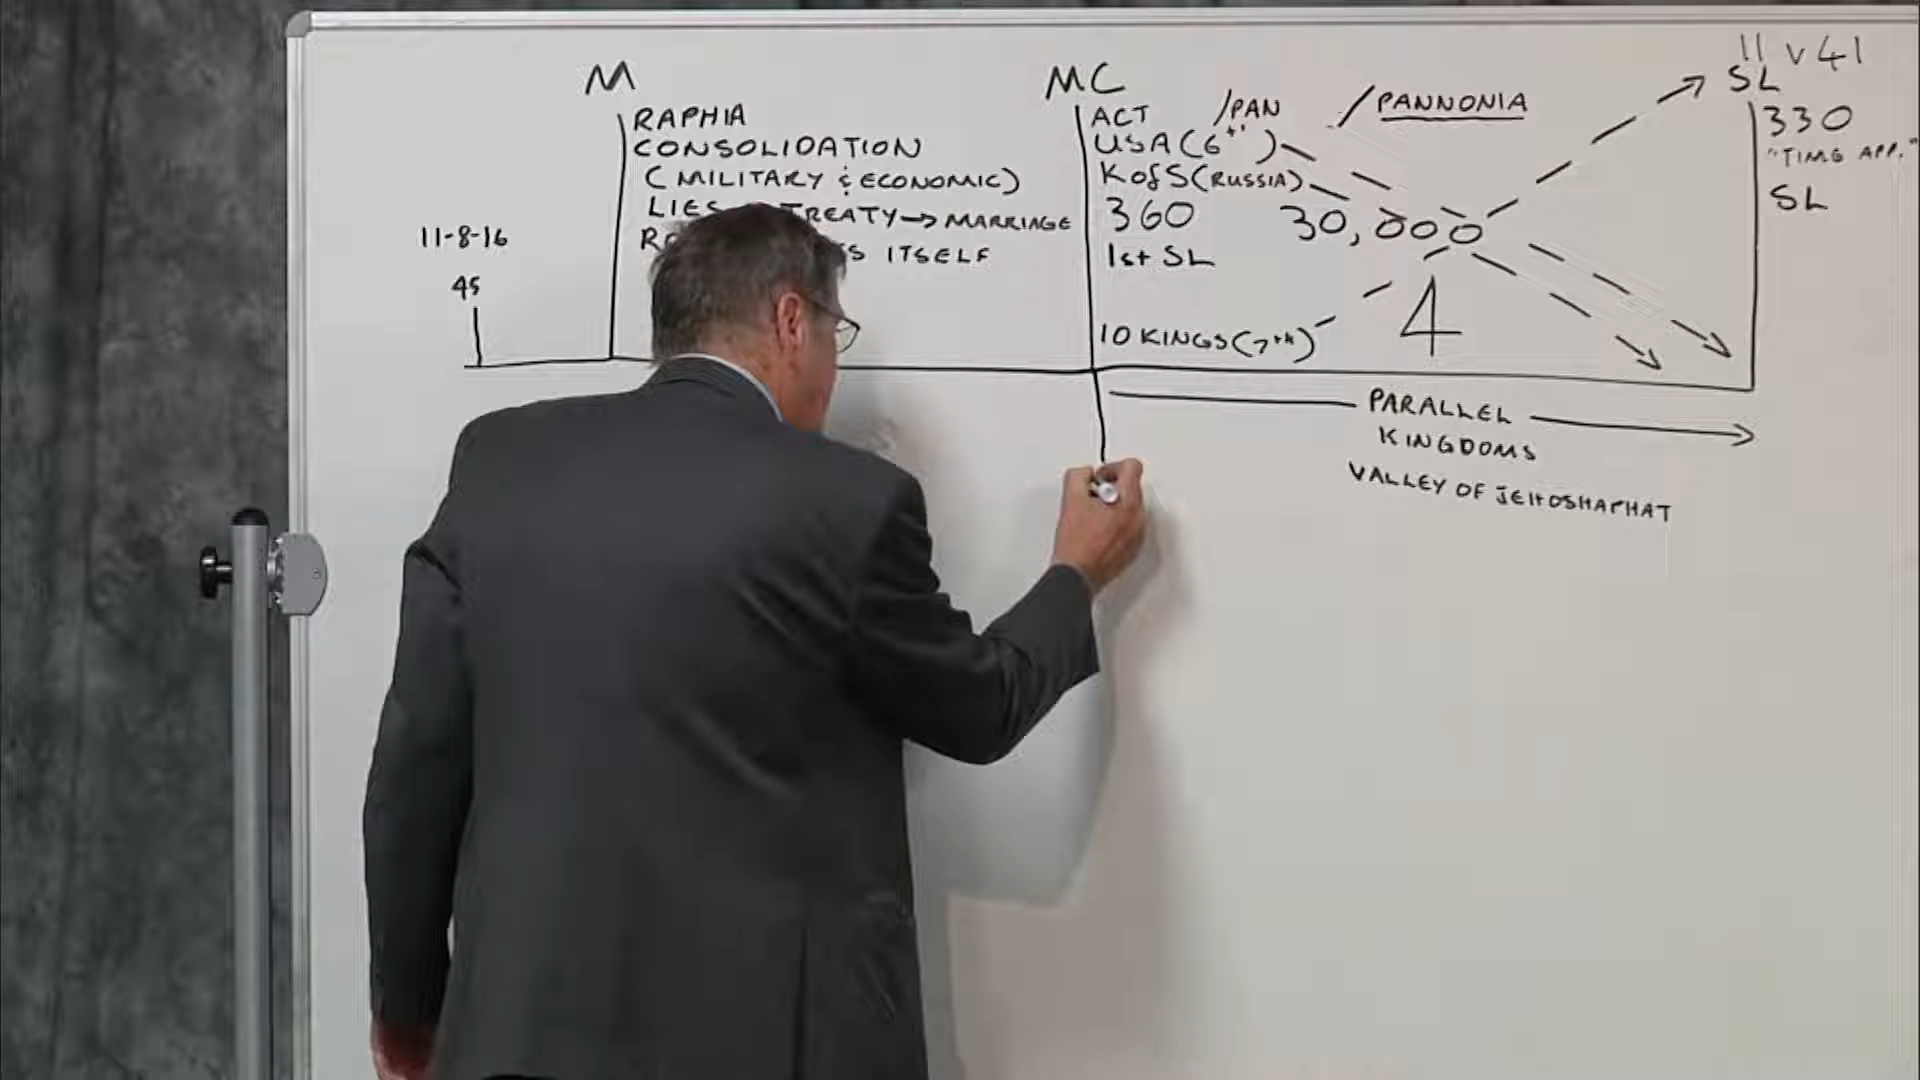 M
RAPHIA
CONSOLIDATION
(MILITARY & ECONOMIC)
LIES TREATY→MARRIAGE
ITSELF
11-8-16
45
MC
ACT /PAN /PANNONIA
USA(6th)
KofS(RUSSIA)
360 30,000
1st SL
10 KINGS(7th) 4
11 v 41
SL
330
"TIME APP."
SL
PARALLEL
KINGDOMS
VALLEY OF JEHOSHAPHAT